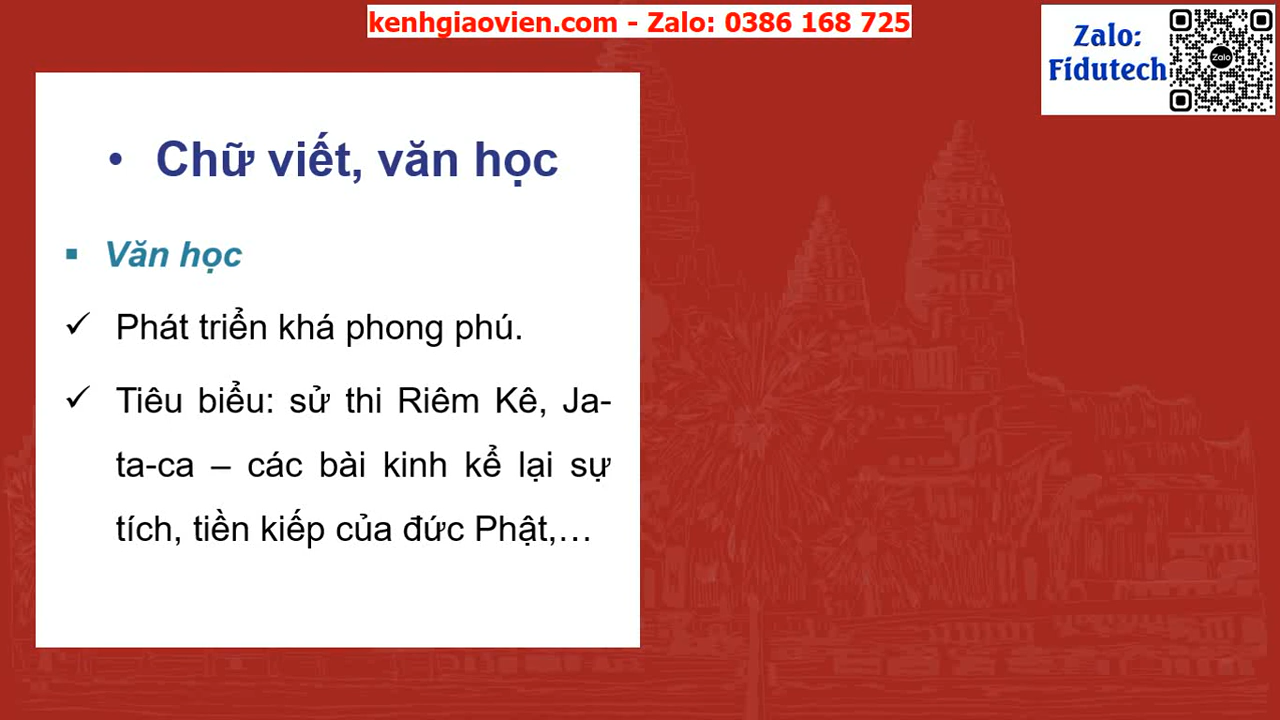 kenhgiaovien.com - Zalo: 0386 168 725
Zalo:
Fidutech
Zalo
• Chữ viết, văn học
▪ Văn học
✓ Phát triển khá phong phú.
✓ Tiêu biểu: sử thi Riêm Kê, Ja-
ta-ca – các bài kinh kể lại sự
tích, tiền kiếp của đức Phật,…